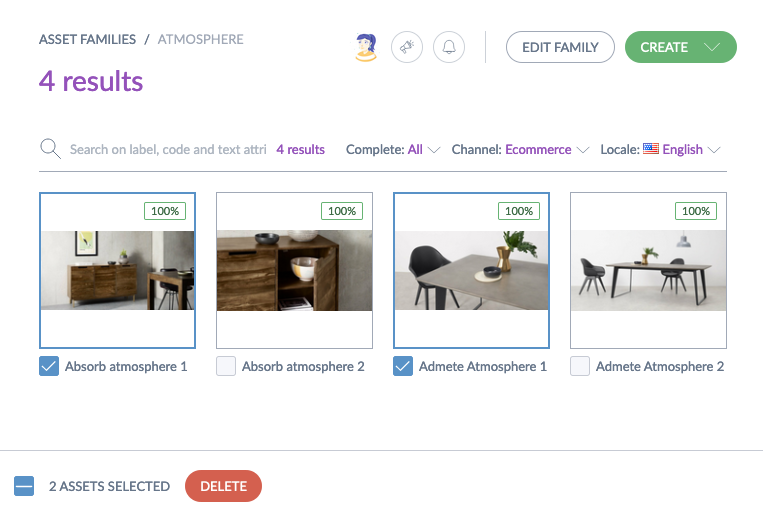 ASSET FAMILIES / ATMOSPHERE
EDIT FAMILY
CREATE
4 results
Search on label, code and text attri
4 results
Complete: All
Channel: Ecommerce
Locale: English
100%
100%
100%
100%
Absorb atmosphere 1
Absorb atmosphere 2
Admete Atmosphere 1
Admete Atmosphere 2
2 ASSETS SELECTED
DELETE